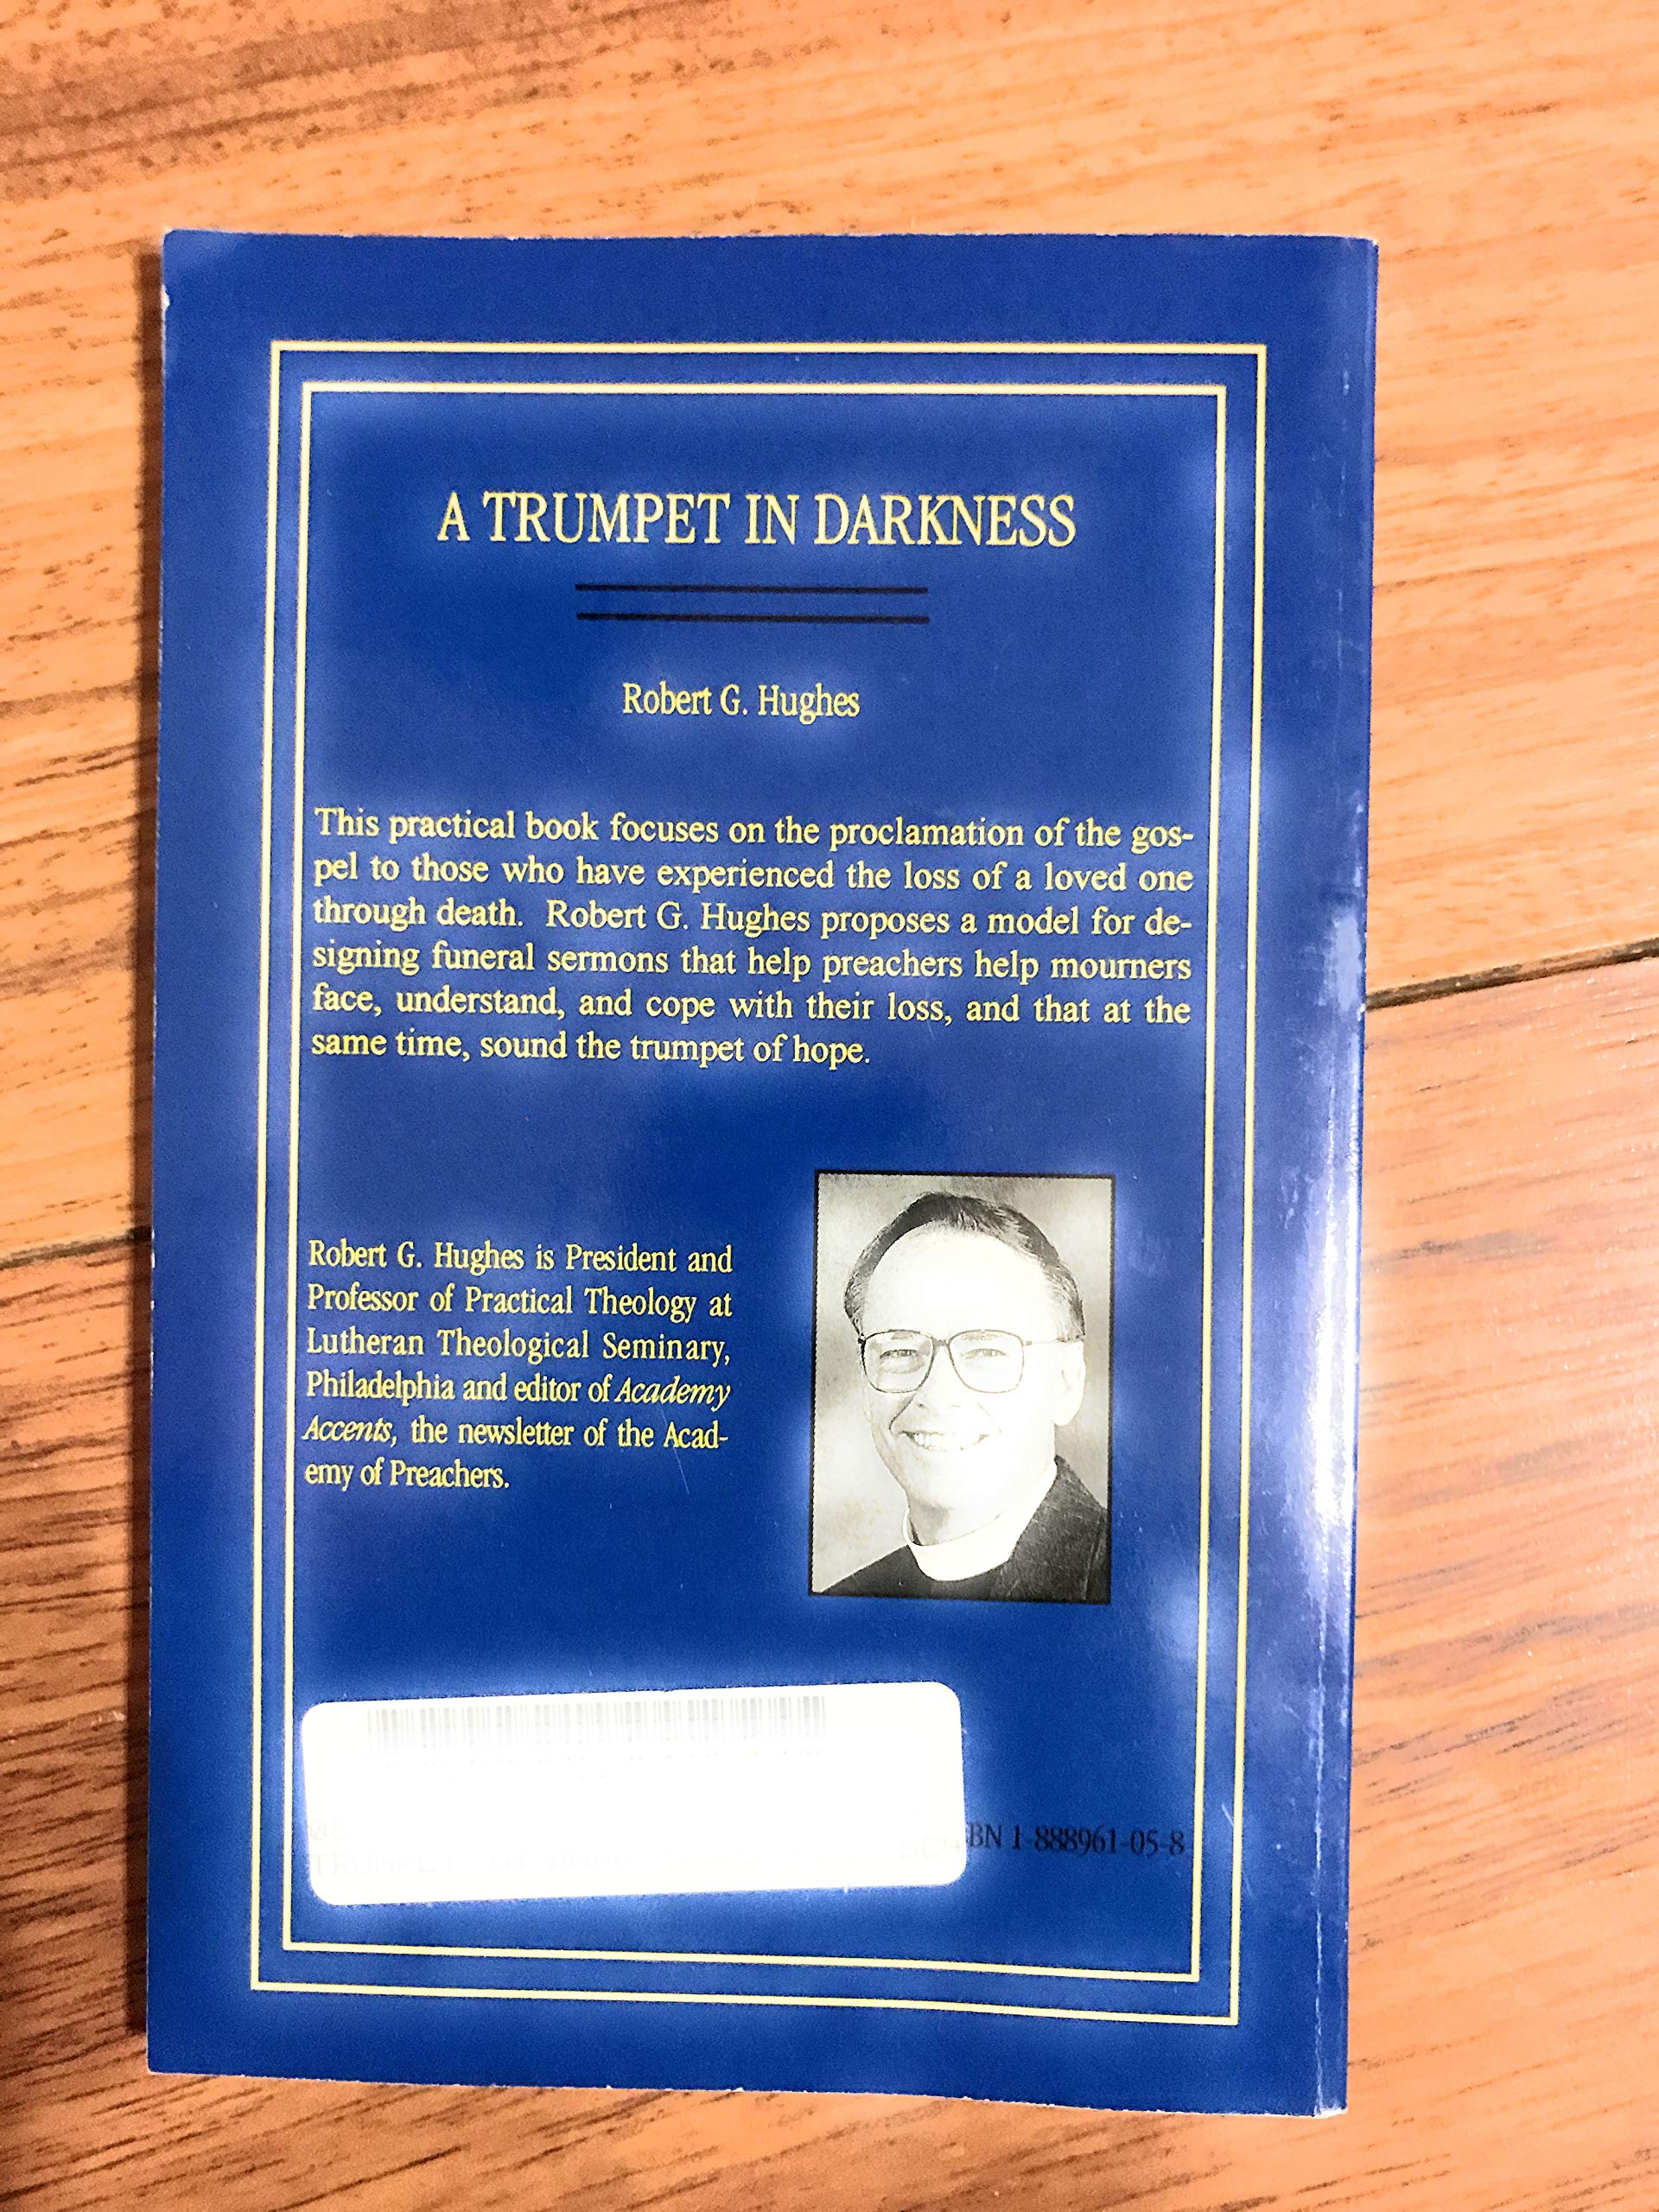 A TRUMPET IN DARKNESS
Robert G. Hughes
This practical book focuses on the proclamation of the gos-
pel to those who have experienced the loss of a loved one
through death. Robert G. Hughes proposes a model for de-
signing funeral sermons that help preachers help mourners
face, understand, and cope with their loss, and that at the
same time, sound the trumpet of hope.
Robert G. Hughes is President and
Professor of Practical Theology at
Lutheran Theological Seminary,
Philadelphia and editor of Academy
Accents, the newsletter of the Acad-
emy of Preachers.
BN 1-888961-05-8